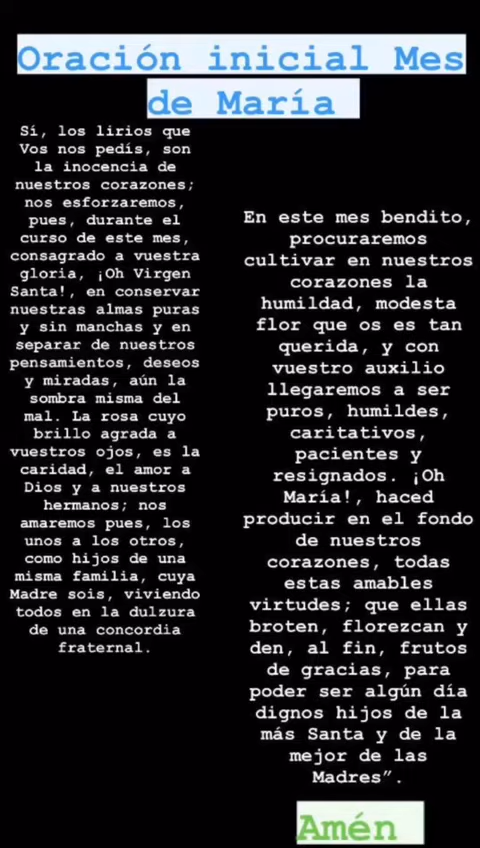 Oración inicial Mes
de María
Sí, los lirios que
Vos nos pedís, son
la inocencia de
nuestros corazones;
nos esforzaremos,
pues, durante el
curso de este mes,
consagrado a vuestra
gloria, ¡Oh Virgen
Santa!, en conservar
nuestras almas puras
y sin manchas y en
separar de nuestros
pensamientos, deseos
y miradas, aún la
sombra misma del
mal. La rosa cuyo
brillo agrada a
vuestros ojos, es la
caridad, el amor a
Dios y a nuestros
hermanos; nos
amaremos pues, los
unos a los otros,
como hijos de una
misma familia, cuya
Madre sois, viviendo
todos en la dulzura
de una concordia
fraternal.
En este mes bendito,
procuraremos
cultivar en nuestros
corazones la
humildad, modesta
flor que os es tan
querida, y con
vuestro auxilio
llegaremos a ser
puros, humildes,
caritativos,
pacientes y
resignados. ¡Oh
María!, haced
producir en el fondo
de nuestros
corazones, todas
estas amables
virtudes; que ellas
broten, florezcan y
den, al fin, frutos
de gracias, para
poder ser algún día
dignos hijos de la
más Santa y de la
mejor de las
Madres”.
Amén